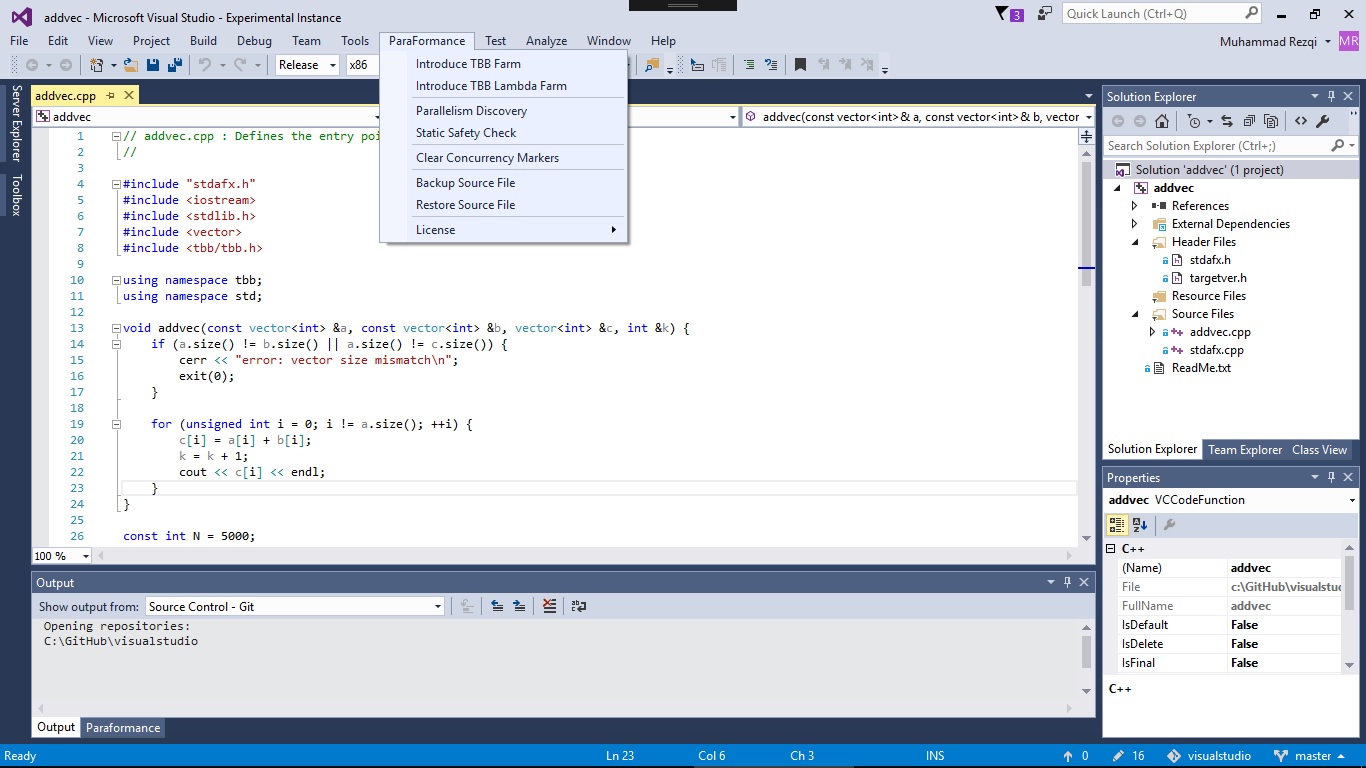 addvec - Microsoft Visual Studio - Experimental Instance
3
Quick Launch (Ctrl+Q)
File Edit View Project Build Debug Team Tools ParaFormance Test Analyze Window Help
Muhammad Rezqi MR
Release x86
Introduce TBB Farm
Introduce TBB Lambda Farm
Parallelism Discovery
Static Safety Check
Clear Concurrency Markers
Backup Source File
Restore Source File
License
Server Explorer
Toolbox
addvec.cpp
addvec
addvec(const vector<int>& a, const vector<int>& b, vector
1 // addvec.cpp : Defines the entry poi
2 //
3
4 #include "stdafx.h"
5 #include <iostream>
6 #include <stdlib.h>
7 #include <vector>
8 #include <tbb/tbb.h>
9
10 using namespace tbb;
11 using namespace std;
12
13 void addvec(const vector<int> &a, const vector<int> &b, vector<int> &c, int &k) {
14 if (a.size() != b.size() || a.size() != c.size()) {
15 cerr << "error: vector size mismatch\n";
16 exit(0);
17 }
18
19 for (unsigned int i = 0; i != a.size(); ++i) {
20 c[i] = a[i] + b[i];
21 k = k + 1;
22 cout << c[i] << endl;
23 }
24 }
25
26 const int N = 5000;
100 %
Output
Show output from: Source Control - Git
Opening repositories:
C:\GitHub\visualstudio
Output Paraformance
Solution Explorer
Search Solution Explorer (Ctrl+;)
Solution 'addvec' (1 project)
addvec
References
External Dependencies
Header Files
stdafx.h
targetver.h
Resource Files
Source Files
addvec.cpp
stdafx.cpp
ReadMe.txt
Solution Explorer Team Explorer Class View
Properties
addvec VCCodeFunction
C++
(Name) addvec
File c:\GitHub\visualstu
FullName addvec
IsDefault False
IsDelete False
IsFinal False
C++
Ready Ln 23 Col 6 Ch 3 INS 0 16 visualstudio master